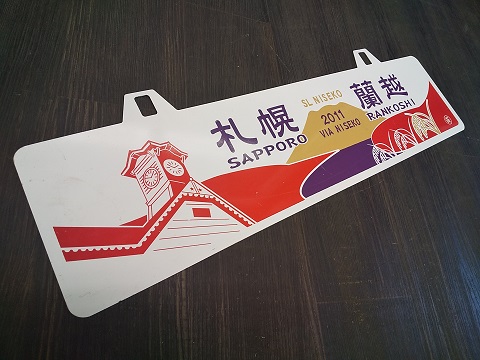 札幌
SAPPORO
SL NISEKO
2011
VIA NISEKO
蘭越
RANKOSHI